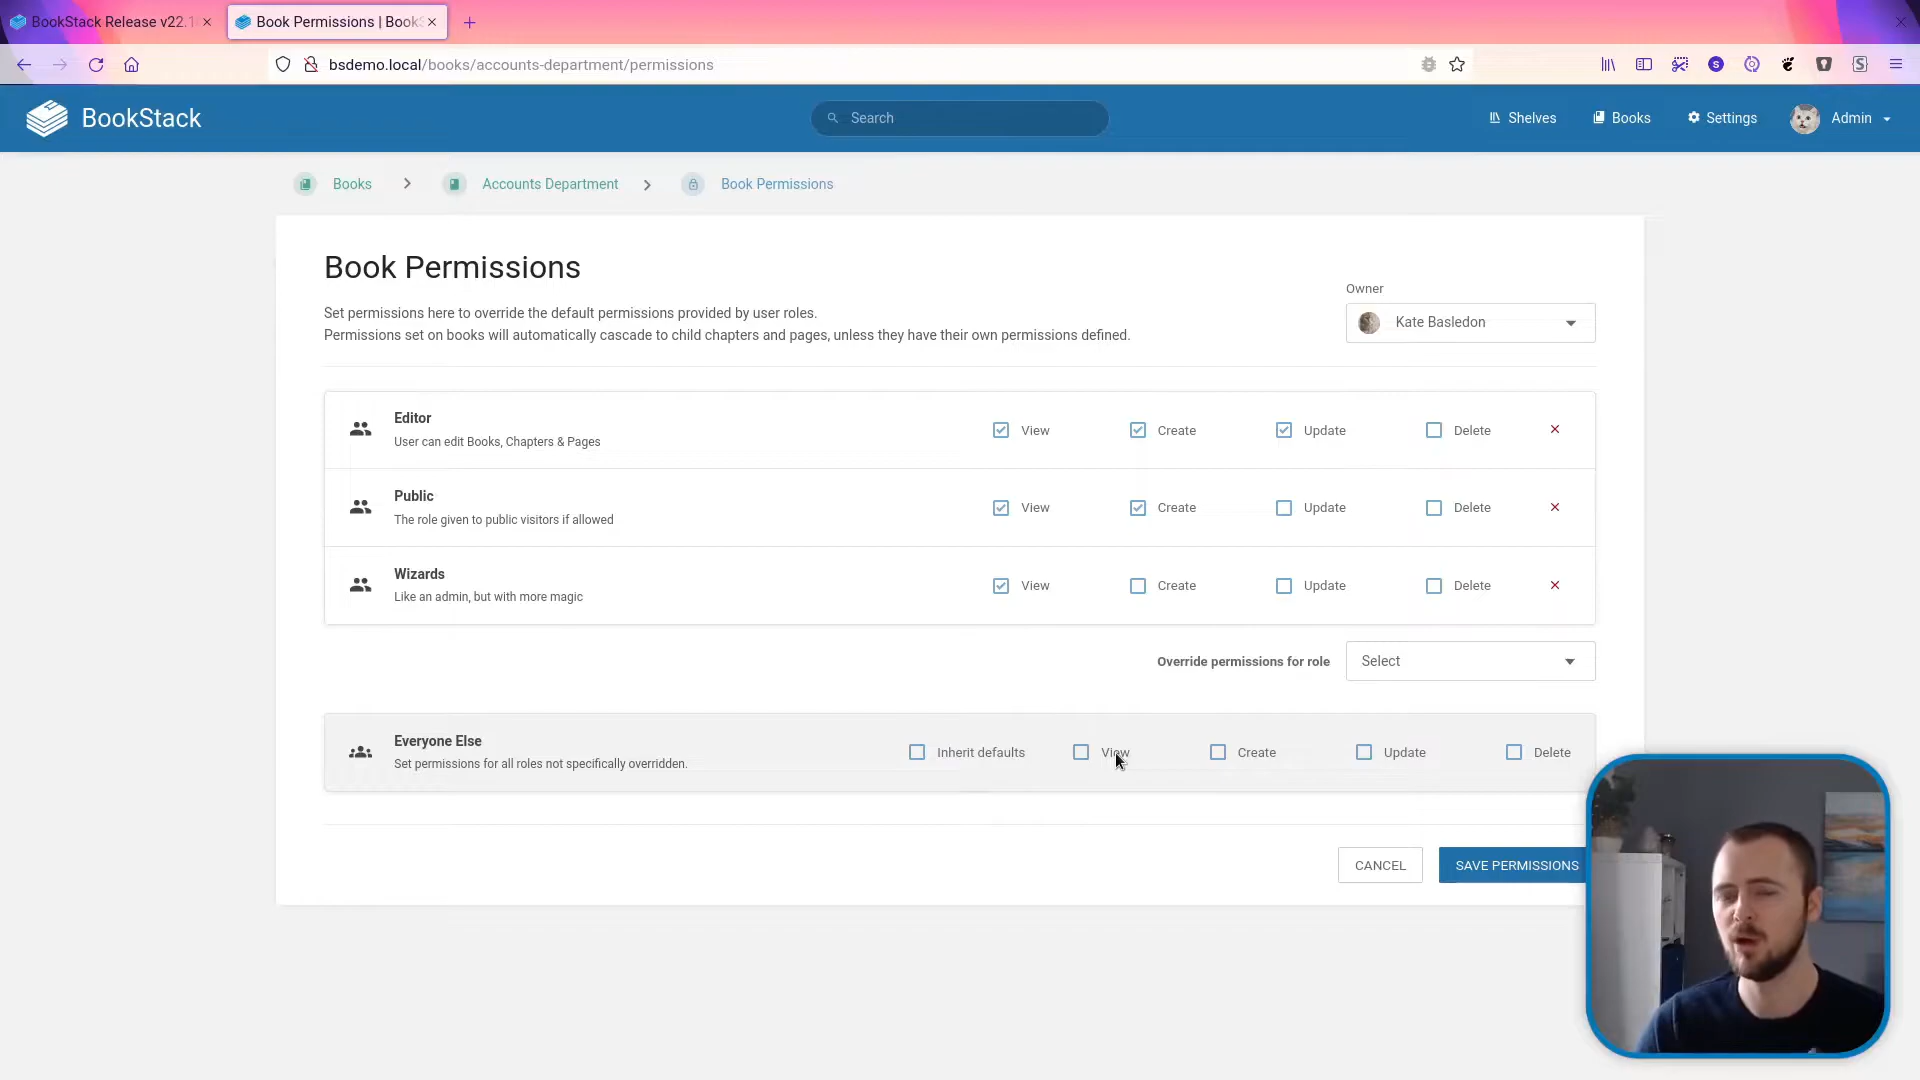 BookStack Release v22.1
Book Permissions | BookS
bsdemo.local/books/accounts-department/permissions
S
S
BookStack
Search
Shelves
Books
Settings
Admin
Books
Accounts Department
Book Permissions
Book Permissions
Set permissions here to override the default permissions provided by user roles.
Permissions set on books will automatically cascade to child chapters and pages, unless they have their own permissions defined.
Owner
Kate Basledon
Editor
User can edit Books, Chapters & Pages
View
Create
Update
Delete
Public
The role given to public visitors if allowed
View
Create
Update
Delete
Wizards
Like an admin, but with more magic
View
Create
Update
Delete
Override permissions for role
Select
Everyone Else
Set permissions for all roles not specifically overridden.
Inherit defaults
View
Create
Update
Delete
CANCEL
SAVE PERMISSIONS